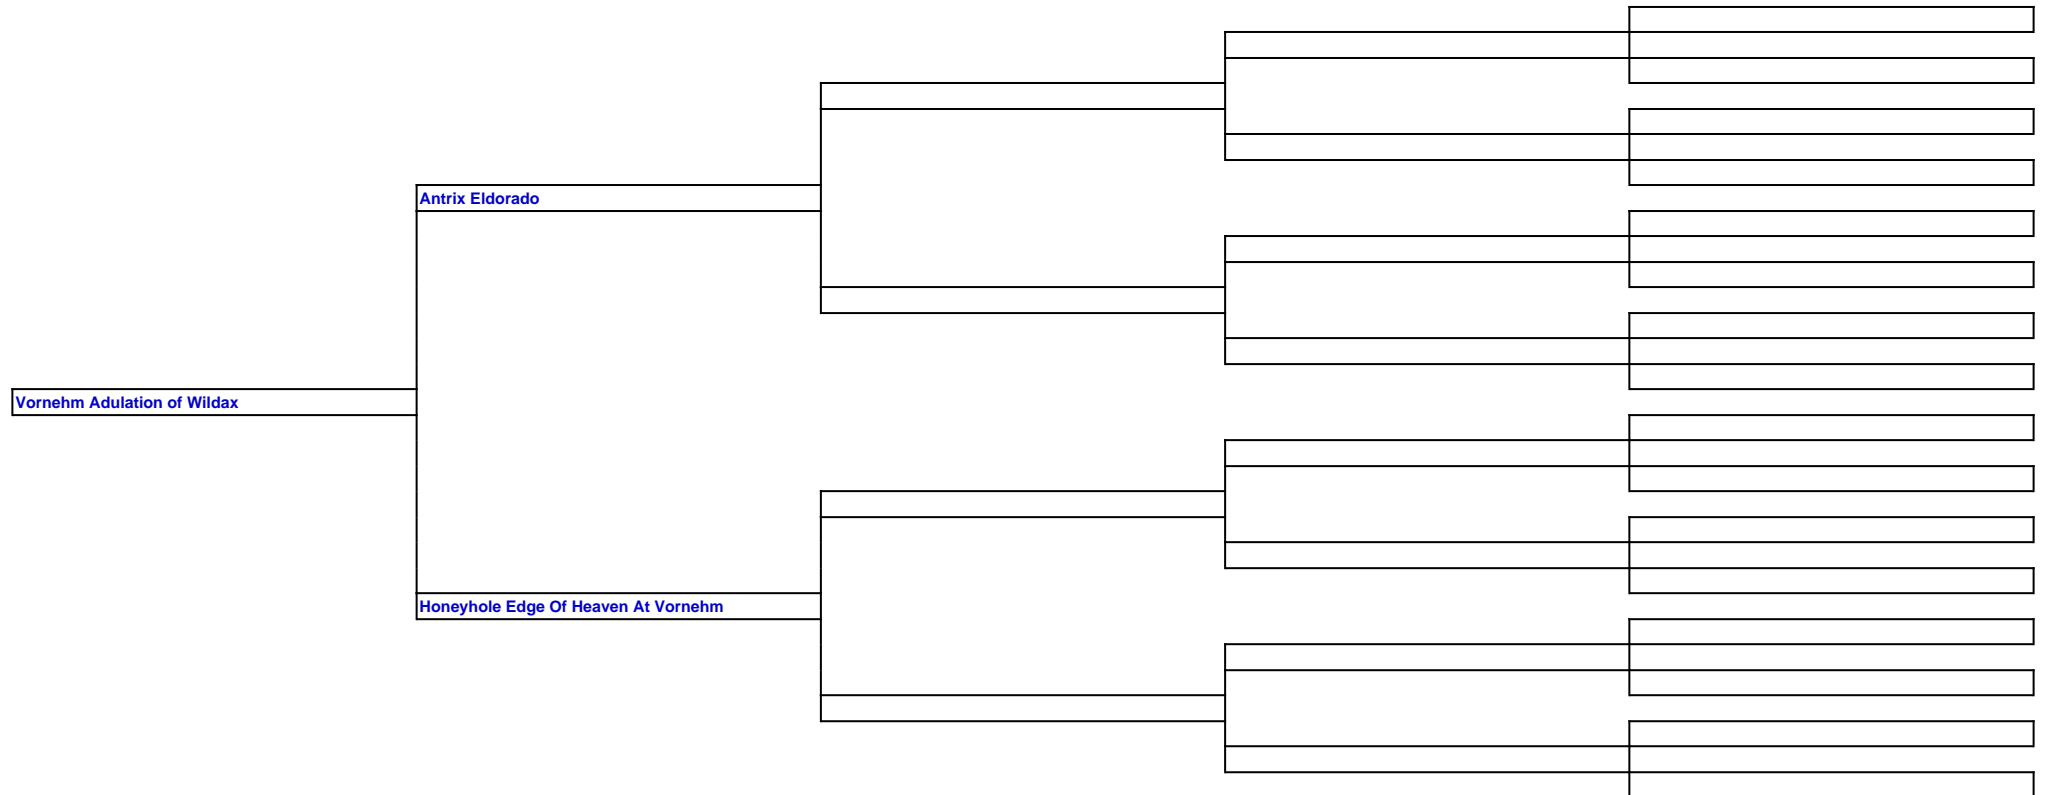 Antrix Eldorado
Vornehm Adulation of Wildax
Honeyhole Edge Of Heaven At Vornehm